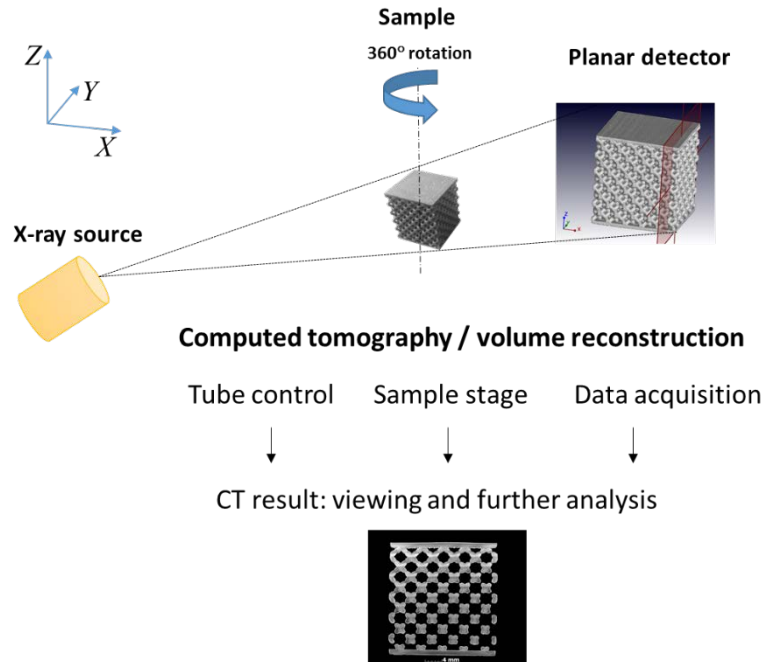 Sample
360° rotation
Planar detector
Z
Y
X
X-ray source
Computed tomography / volume reconstruction
Tube control Sample stage Data acquisition
CT result: viewing and further analysis
4 mm